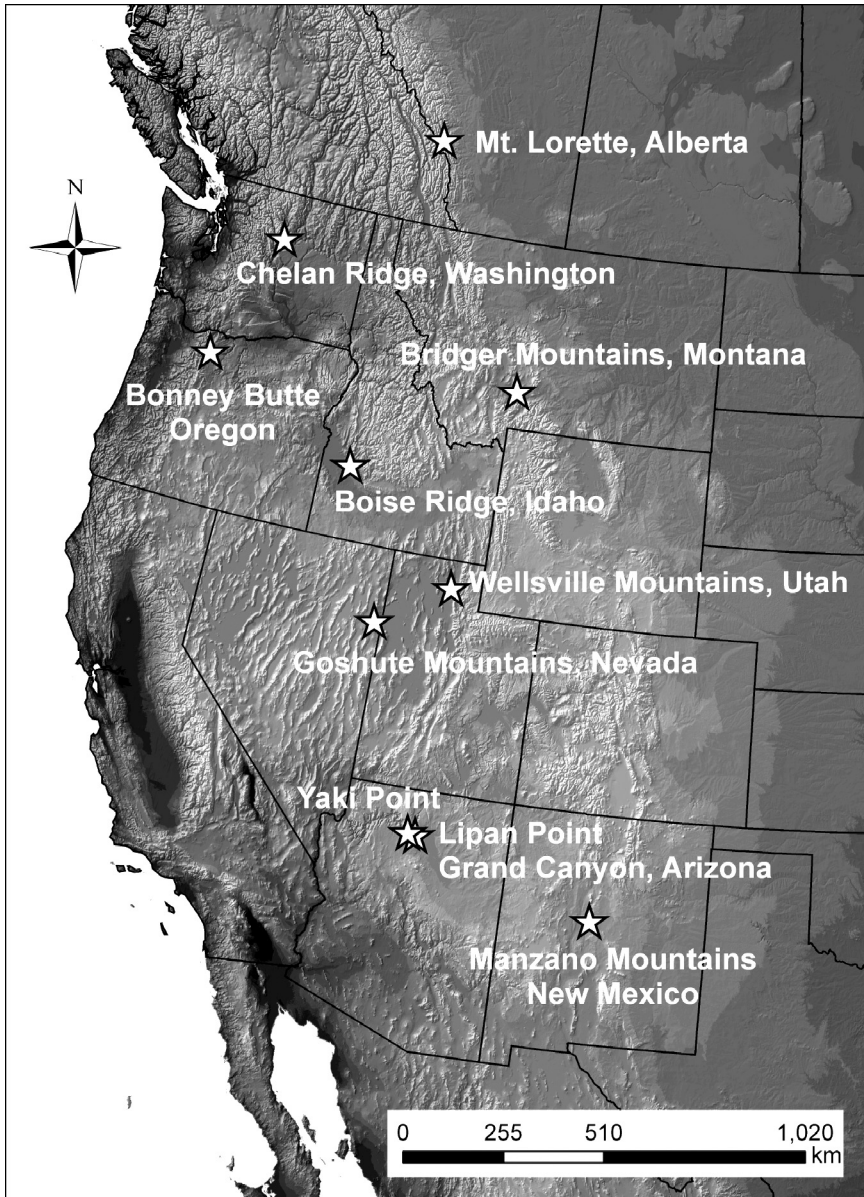 Mt. Lorette, Alberta
N
Chelan Ridge, Washington
Bridger Mountains, Montana
Bonney Butte
Oregon
Boise Ridge, Idaho
Wellsville Mountains, Utah
Goshute Mountains, Nevada
Yaki Point
Lipan Point
Grand Canyon, Arizona
Manzano Mountains
New Mexico
0 255 510 1,020
km